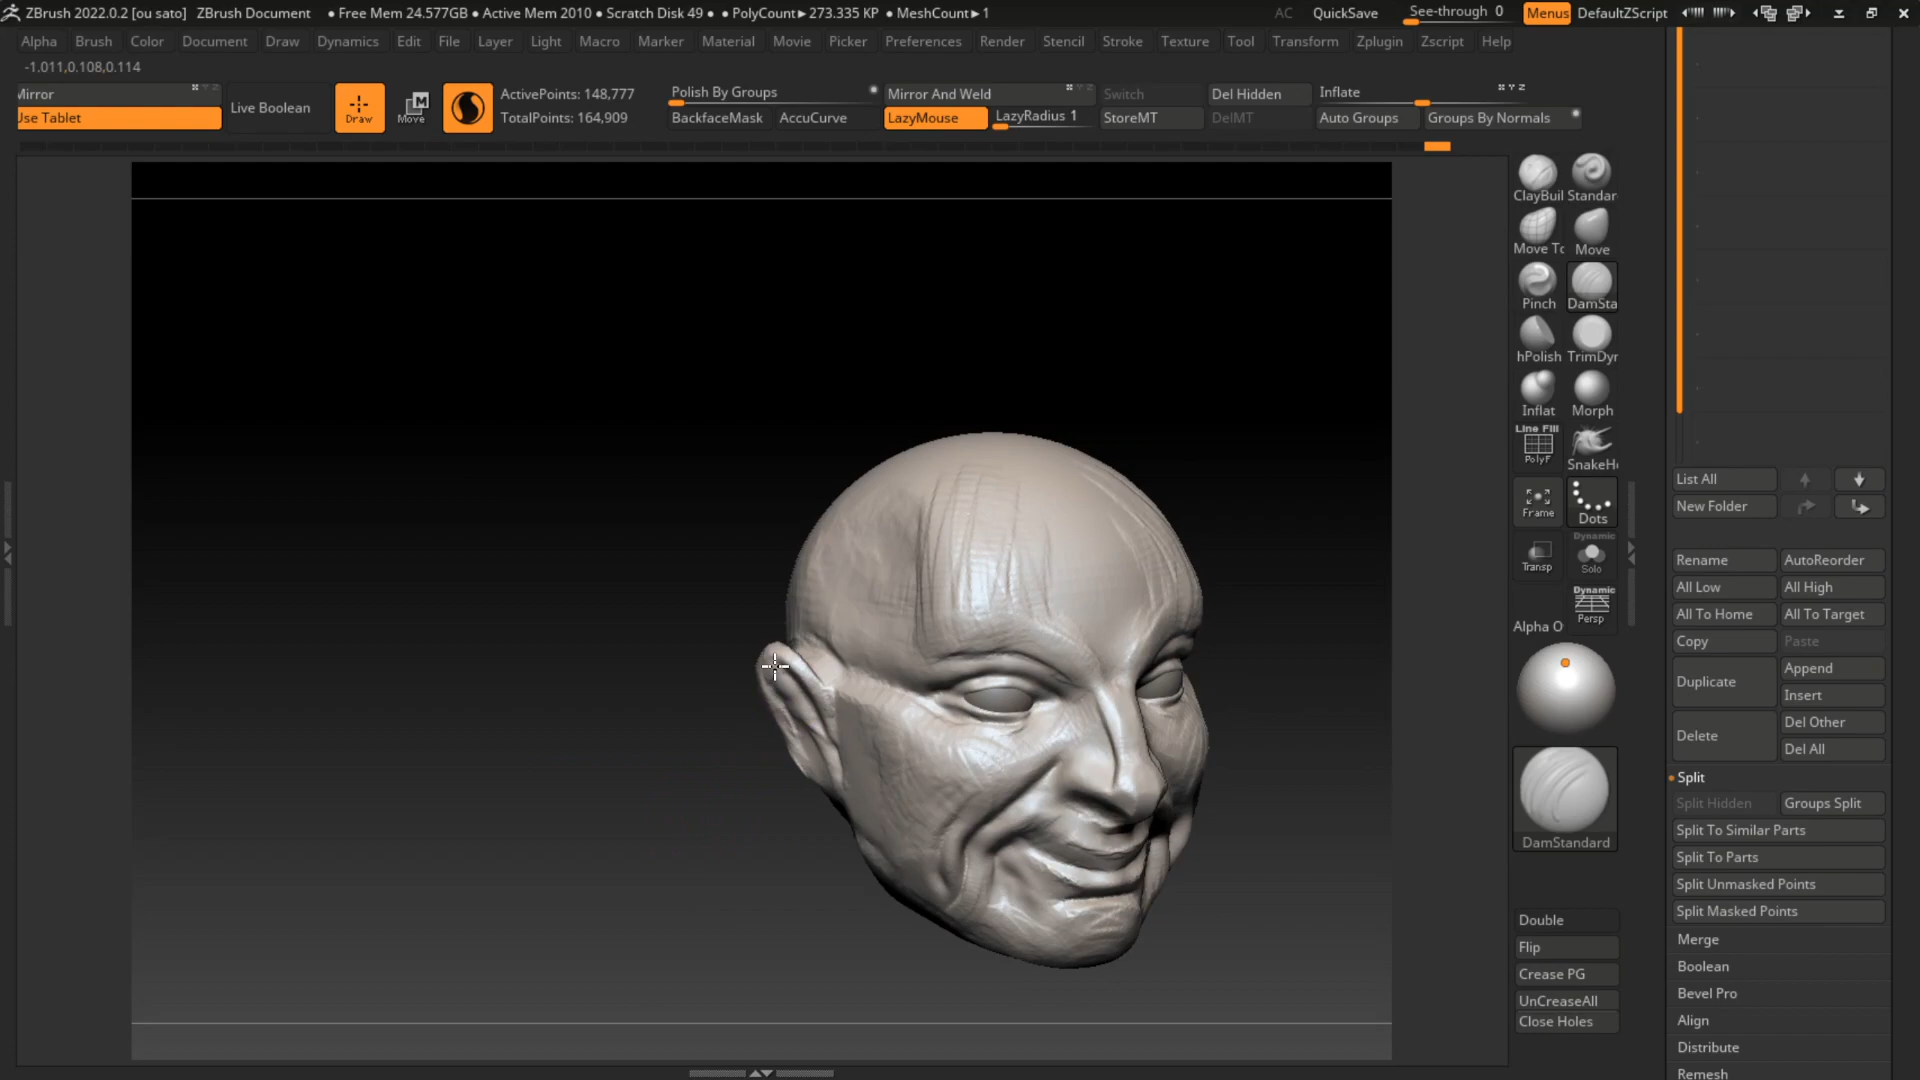 ZBrush 2022.0.2 [ou sato] ZBrush Document • Free Mem 24.577GB • Active Mem 2010 • Scratch Disk 49 • • PolyCount▸ 273.335 KP • MeshCount▸ 1 AC QuickSave See-through 0 Menus DefaultZScript
Alpha Brush Color Document Draw Dynamics Edit File Layer Light Macro Marker Material Movie Picker Preferences Render Stencil Stroke Texture Tool Transform Zplugin Zscript Help
-1.011,0.108,0.114
Mirror Polish By Groups Mirror And Weld Switch Del Hidden Inflate
Use Tablet Live Boolean Draw Move M ActivePoints: 148,777
TotalPoints: 164,909 BackfaceMask AccuCurve LazyMouse LazyRadius 1 StoreMT DelMT Auto Groups Groups By Normals
ClayBuil Standar
Move To Move
Pinch DamSta
hPolish TrimDyr
Inflat Morph
Line Fill
PolyF SnakeH
Frame Dots
Dynamic
Transp Solo
Dynamic
Persp
Alpha O
DamStandard
Double
Flip
Crease PG
UnCreaseAll
Close Holes
List All
New Folder
Rename AutoReorder
All Low All High
All To Home All To Target
Copy Paste
Duplicate Append
Insert
Delete Del Other
Del All
Split
Split Hidden Groups Split
Split To Similar Parts
Split To Parts
Split Unmasked Points
Split Masked Points
Merge
Boolean
Bevel Pro
Align
Distribute
Remesh